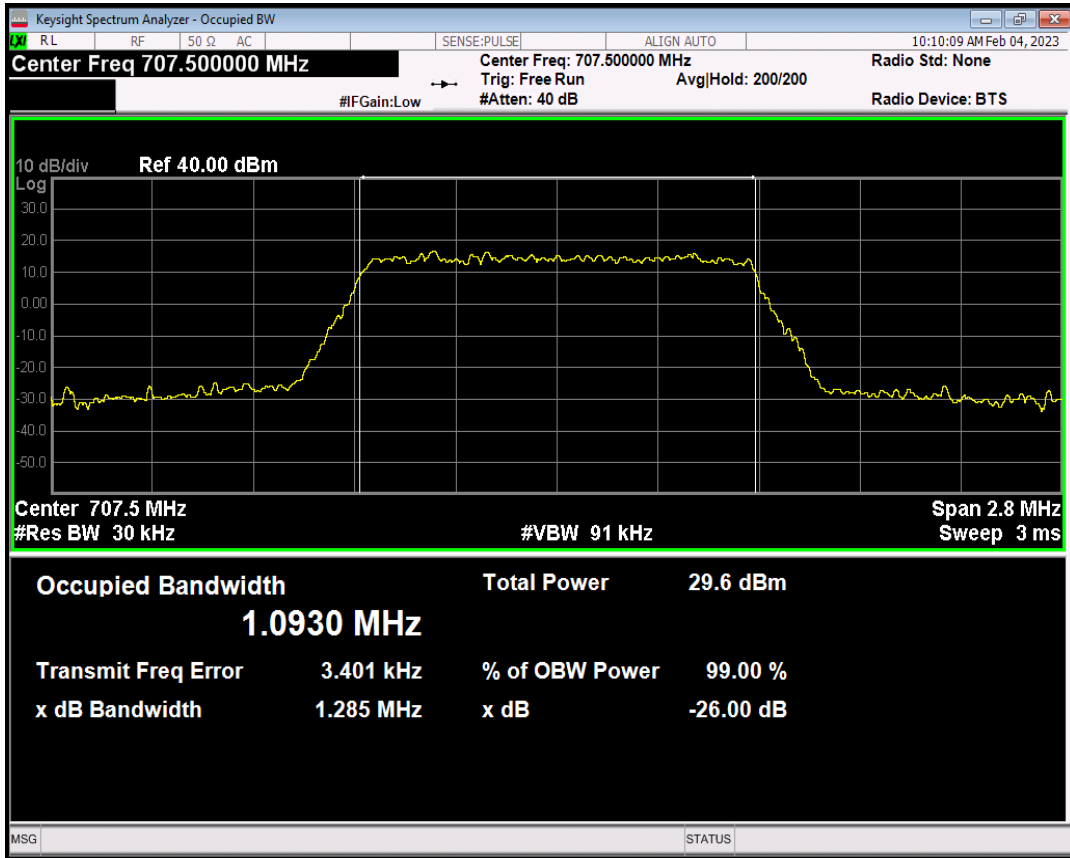 Keysight Spectrum Analyzer - Occupied BW
LXI RL RF 50 Ω AC SENSE:PULSE ALIGN AUTO 10:10:09 AM Feb 04, 2023
Center Freq 707.500000 MHz Center Freq: 707.500000 MHz Radio Std: None
Trig: Free Run Avg|Hold: 200/200
#IFGain:Low #Atten: 40 dB Radio Device: BTS
10 dB/div Ref 40.00 dBm
Log
30.0
20.0
10.0
0.00
-10.0
-20.0
-30.0
-40.0
-50.0
Center 707.5 MHz Span 2.8 MHz
#Res BW 30 kHz #VBW 91 kHz Sweep 3 ms
Occupied Bandwidth Total Power 29.6 dBm
1.0930 MHz
Transmit Freq Error 3.401 kHz % of OBW Power 99.00 %
x dB Bandwidth 1.285 MHz x dB -26.00 dB
MSG STATUS